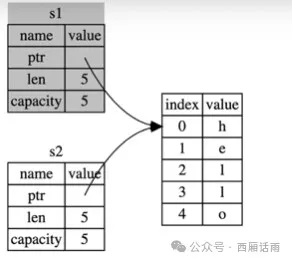 s1
name value
ptr
len 5
capacity 5
s2
name value
ptr
len 5
capacity 5
index value
0 h
1 e
2 l
3 l
4 o
公众号 · 西厢话雨